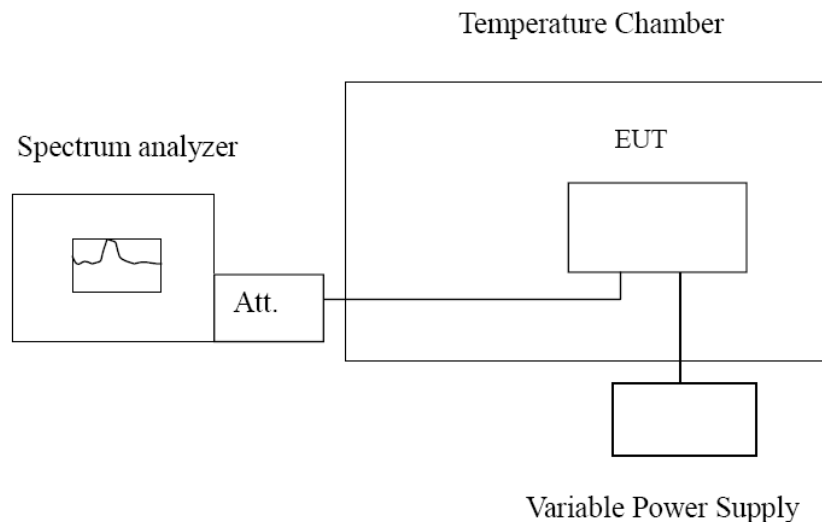 Temperature Chamber
Spectrum analyzer
EUT
Att.
Variable Power Supply